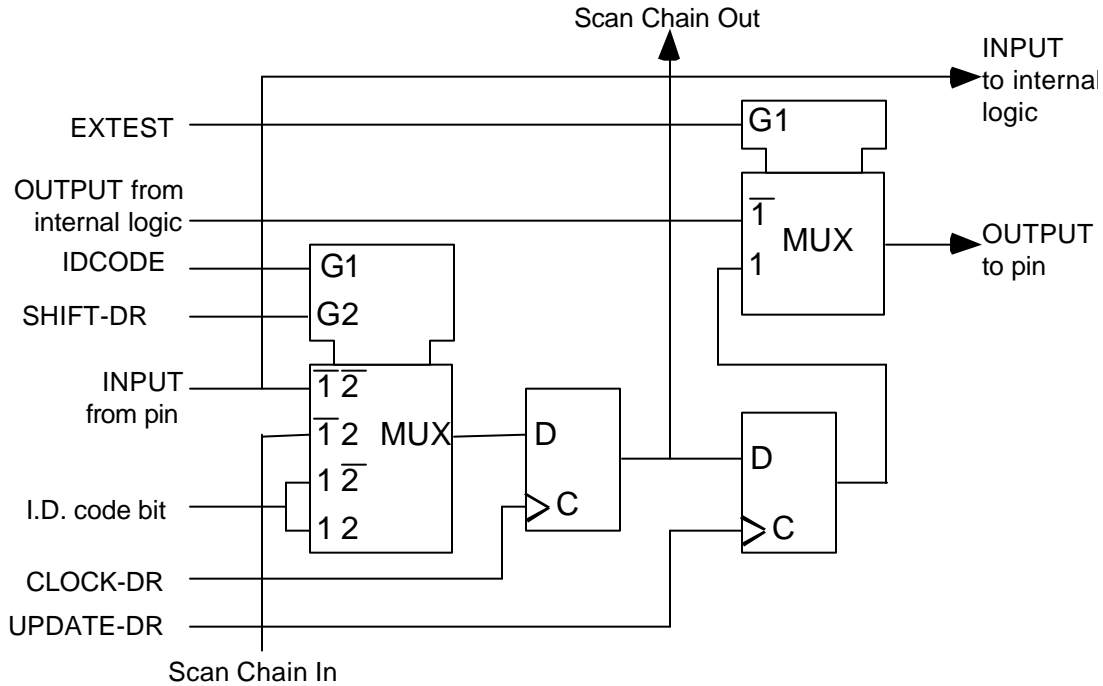 Scan Chain Out
INPUT
to internal
logic
EXTEST
G1
OUTPUT from
internal logic
1̅
MUX
1
OUTPUT
to pin
IDCODE
G1
SHIFT-DR
G2
INPUT
from pin
1̅ 2̅
1̅ 2
MUX
1 2̅
1 2
D
C
D
C
I.D. code bit
CLOCK-DR
UPDATE-DR
Scan Chain In